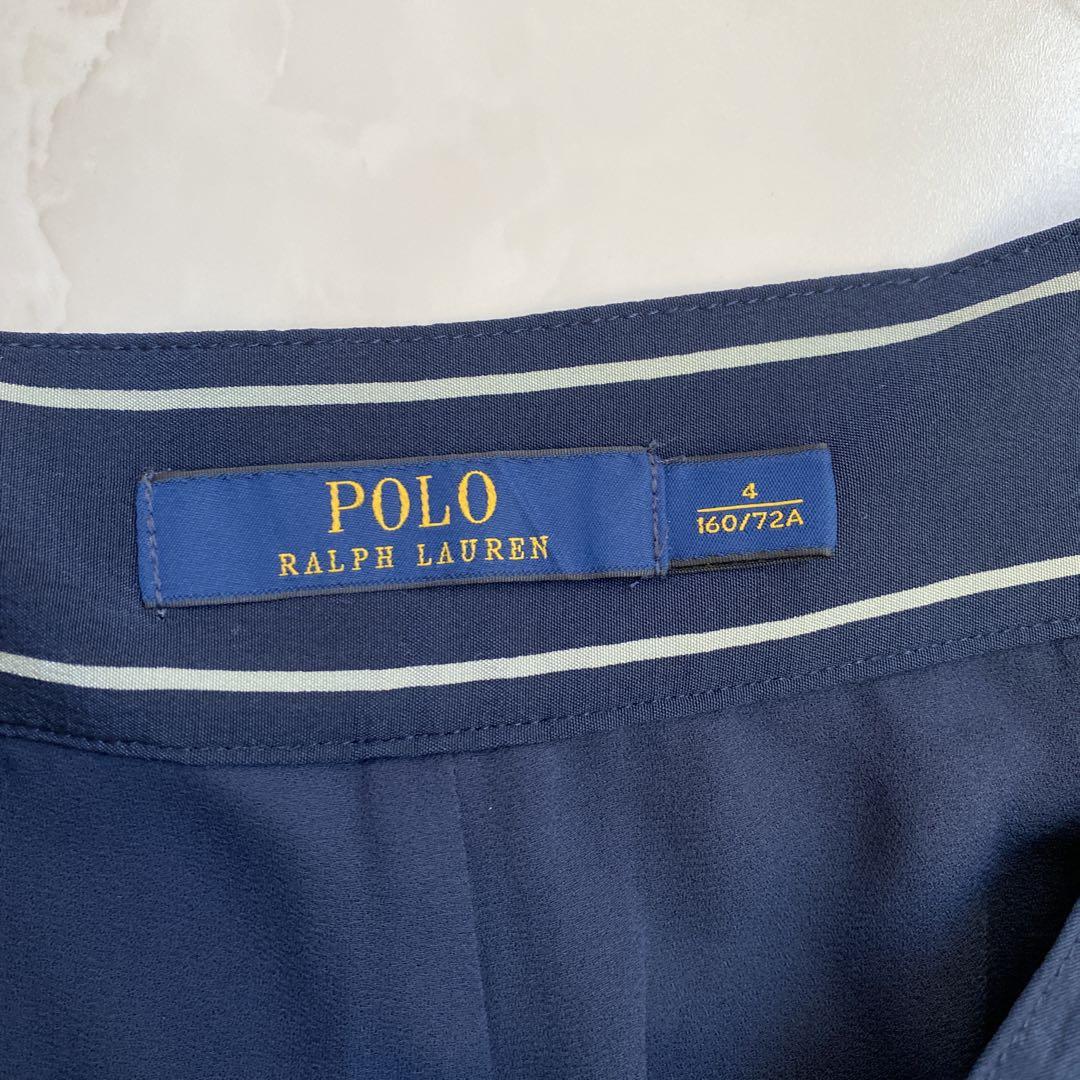 POLO
RALPH LAUREN
4
160/72A